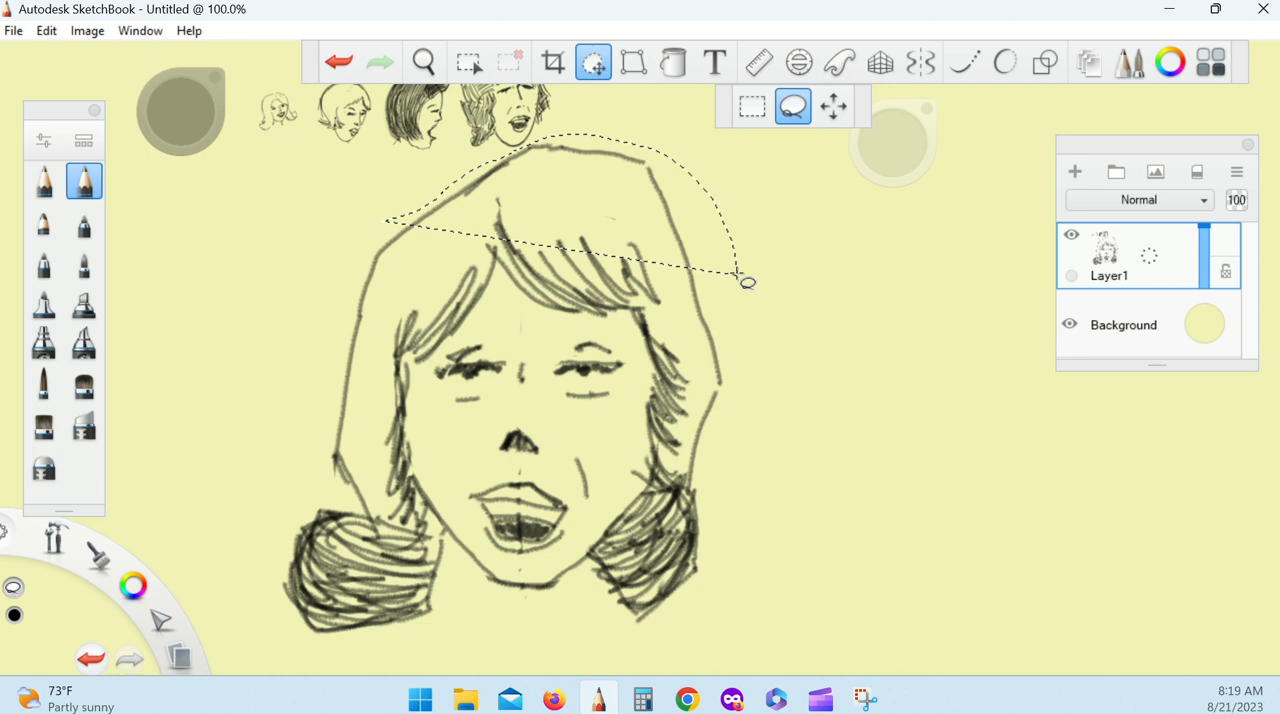 Autodesk SketchBook - Untitled @ 100.0%
File Edit Image Window Help
T
Normal 100
Layer1
Background
73°F
Partly sunny
8:19 AM
8/21/2023